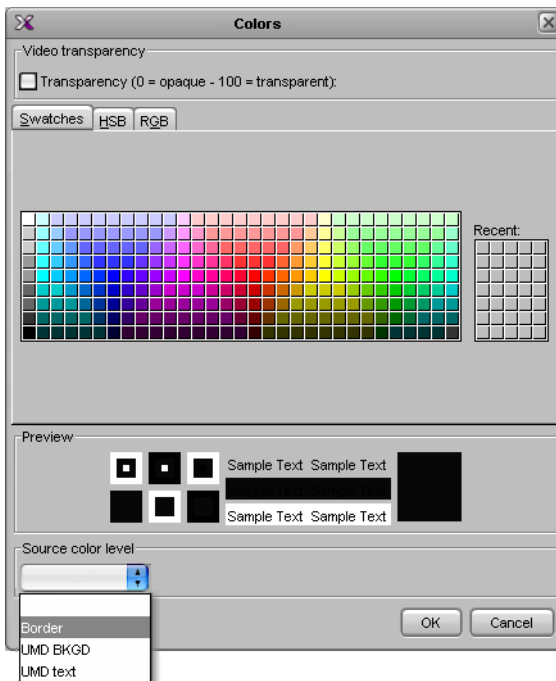 Colors
Video transparency
Transparency (0 = opaque - 100 = transparent):
Swatches HSB RGB
Recent:
Preview
Sample Text Sample Text
Sample Text Sample Text
Source color level
Border
UMD BKGD
UMD text
OK Cancel